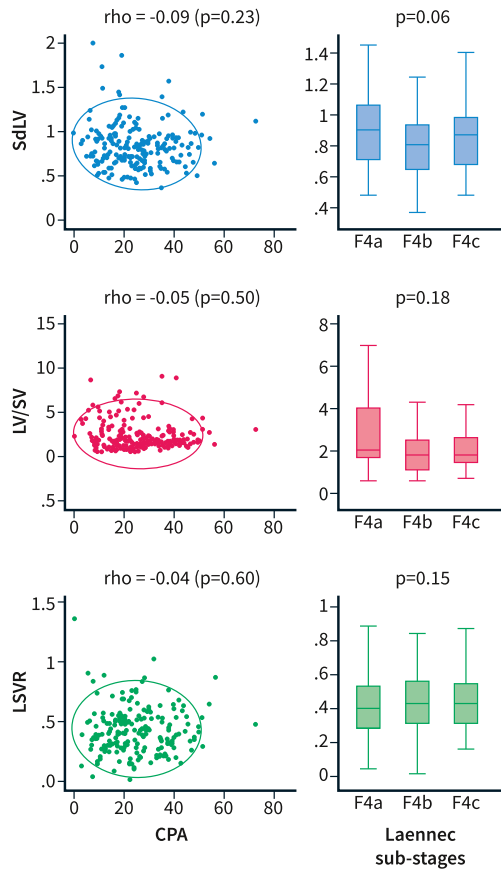 rho = -0.09 (p=0.23)
p=0.06
SdLV
2
1.5
1
.5
0
0 20 40 60 80
1.4
1.2
1
.8
.6
.4
F4a F4b F4c
rho = -0.05 (p=0.50)
p=0.18
LV/SV
15
10
5
0
.5
0 20 40 60 80
8
6
4
2
0
F4a F4b F4c
rho = -0.04 (p=0.60)
p=0.15
LSVR
1.5
1
.5
.0
0 20 40 60 80
CPA
1
.8
.6
.4
.2
0
F4a F4b F4c
Laennec
sub-stages